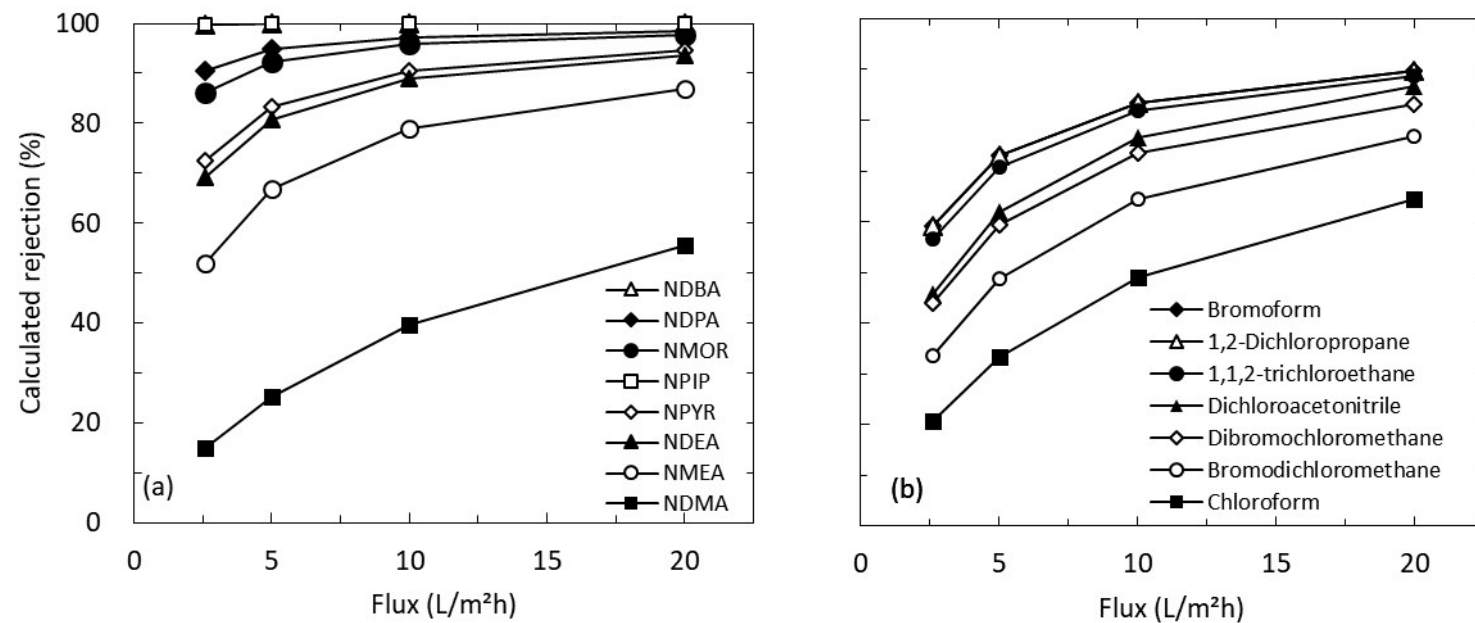 Calculated rejection (%)
100
80
60
40
20
0
NDBA
NDPA
NMOR
NPIP
NPYR
NDEA
NMEA
NDMA
(a)
0 5 10 15 20
Flux (L/m²h)
Bromoform
1,2-Dichloropropane
1,1,2-trichloroethane
Dichloroacetonitrile
Dibromochloromethane
Bromodichloromethane
Chloroform
(b)
0 5 10 15 20
Flux (L/m²h)